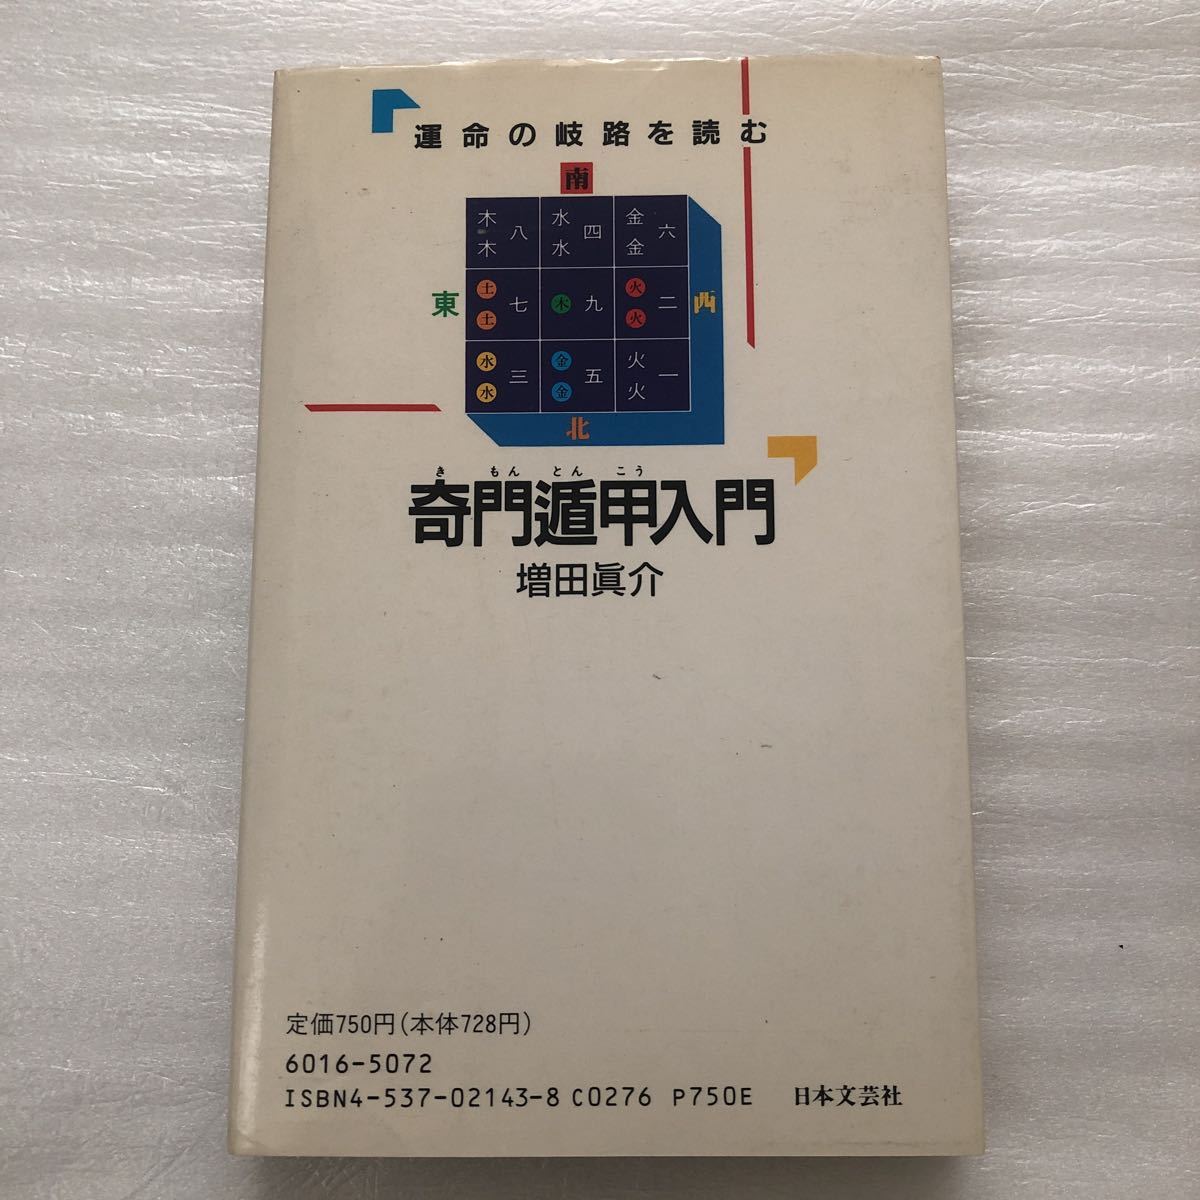 運命の岐路を読む
南
木木八 水水四 金金六
東 土土七 木九 火火二 西
水水三 金金五 火火一
北
き もん とん こう
奇門遁甲入門
増田眞介
定価750円(本体728円)
6016-5072
ISBN4-537-02143-8 C0276 P750E 日本文芸社